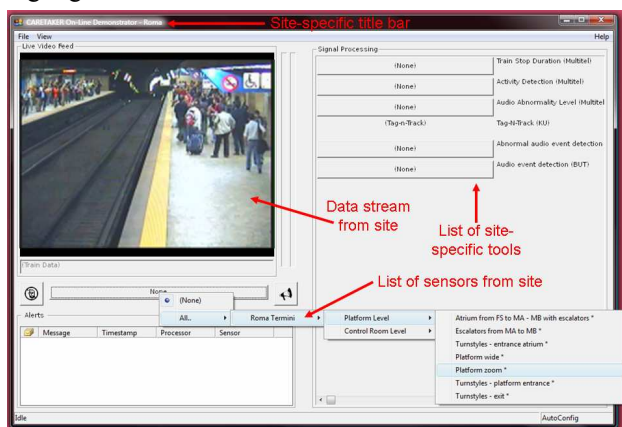 CARETAKER On-Line Demonstrator - Roma
Site-specific title bar
File View Help
Live Video Feed
Signal Processing
(None) Train Stop Duration (Multitel)
(None) Activity Detection (Multitel)
(None) Audio Abnormality Level (Multitel
(Tag-n-Track) Tag-N-Track (KU)
(None) Abnormal audio event detection
(None) Audio event detection (BUT)
Data stream
from site
List of site-
specific tools
(Train Data)
List of sensors from site
None
(None)
All.. Roma Termini Platform Level
Control Room Level
Atrium from FS to MA - MB with escalators *
Escalators from MA to MB *
Turnstyles - entrance atrium *
Platform wide *
Platform zoom *
Turnstyles - platform entrance *
Turnstyles - exit *
Alerts
Message Timestamp Processor Sensor
Idle AutoConfig